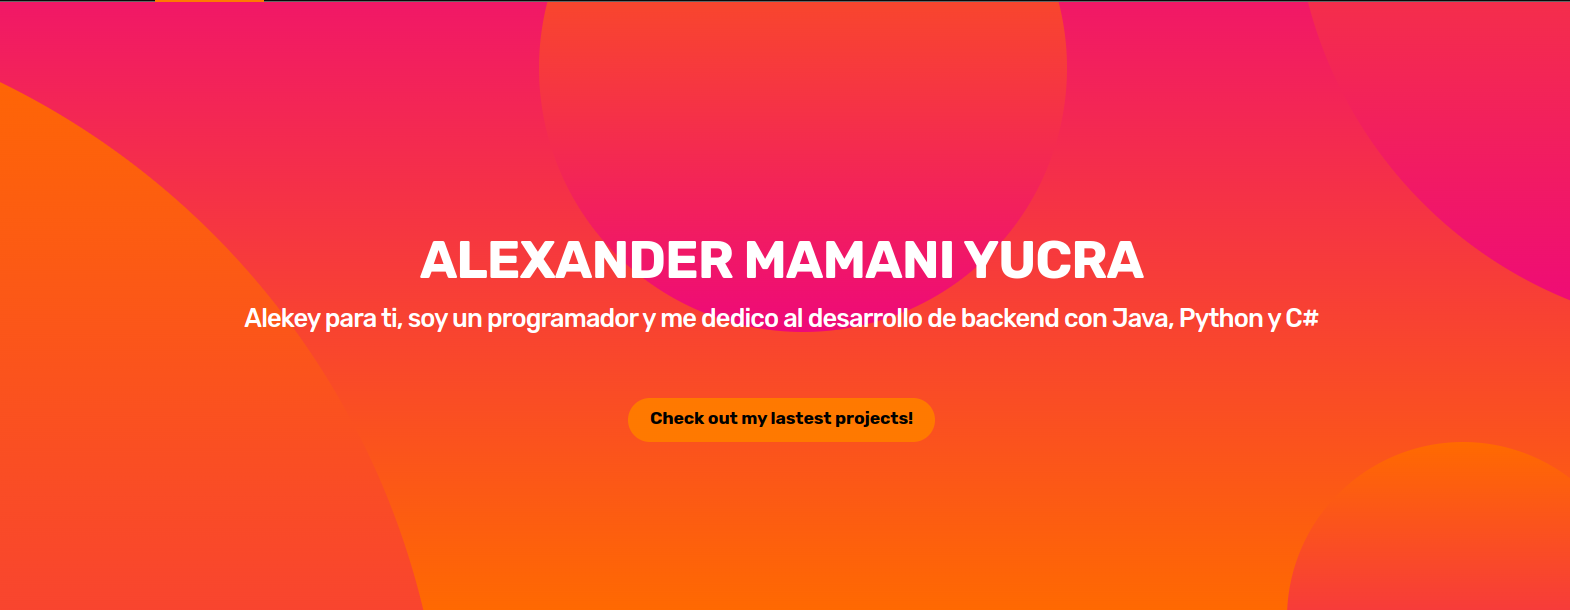 ALEXANDER MAMANI YUCRA
Alekey para ti, soy un programador y me dedico al desarrollo de backend con Java, Python y C#
Check out my lastest projects!